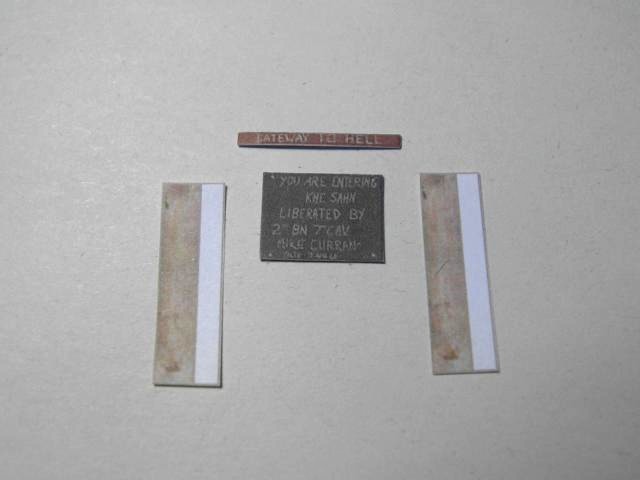 GATEWAY TO HELL
YOU ARE ENTERING
KHE SAHN
LIBERATED BY
2ND BN 7TH CAV
"MIKE CURRAN"